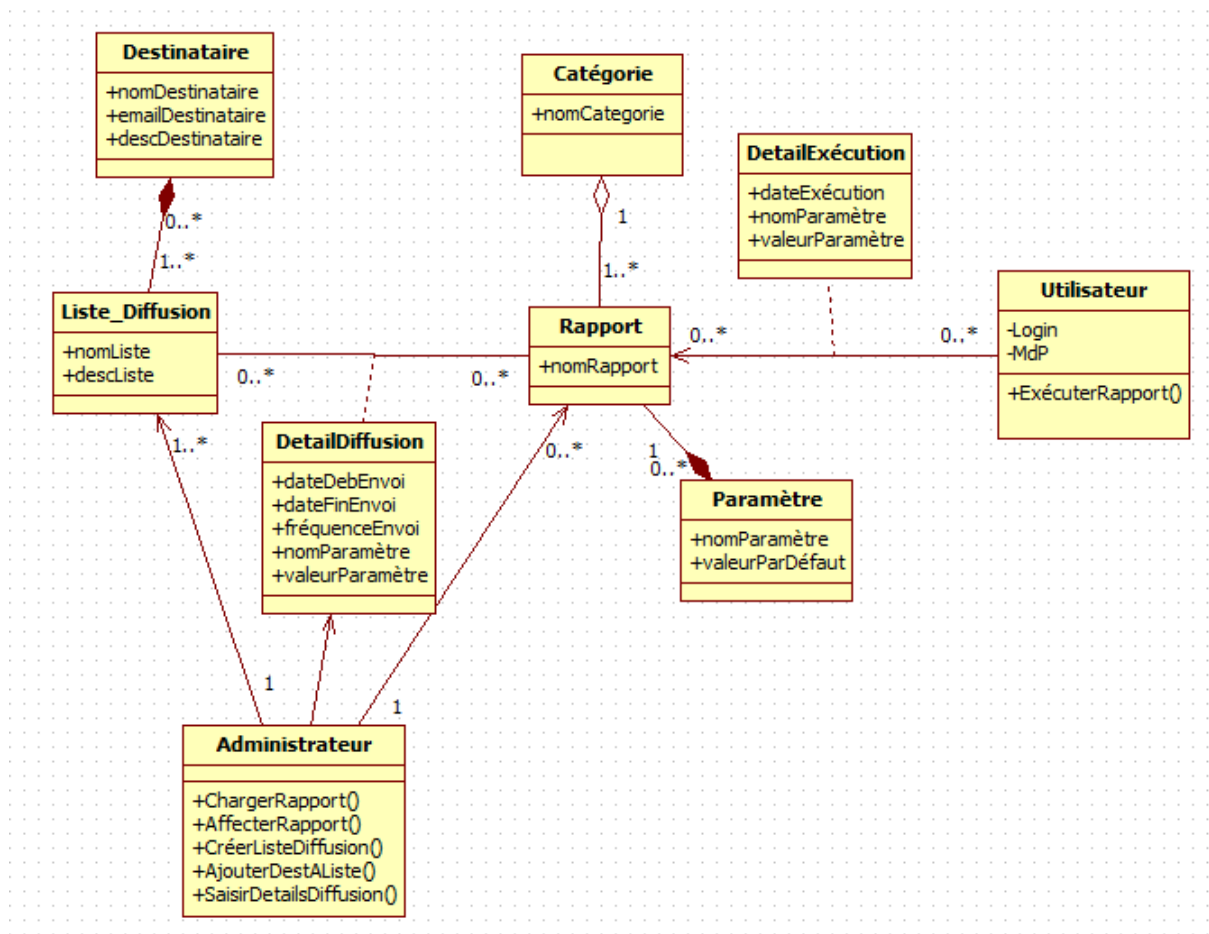 Destinataire
+nomDestinataire
+emailDestinataire
+descDestinataire
0..*
1..*
Catégorie
+nomCategorie
1
1..*
DetailExécution
+dateExécution
+nomParamètre
+valeurParamètre
Liste_Diffusion
+nomListe
+descListe
0..*
0..*
Rapport
+nomRapport
0..*
0..*
Utilisateur
-Login
-MdP
+ExécuterRapport()
1..*
DetailDiffusion
+dateDebEnvoi
+dateFinEnvoi
+fréquenceEnvoi
+nomParamètre
+valeurParamètre
0..*
1
0..*
Paramètre
+nomParamètre
+valeurParDéfaut
1
1
Administrateur
+ChargerRapport()
+AffecterRapport()
+CréerListeDiffusion()
+AjouterDestAListe()
+SaisirDetailsDiffusion()